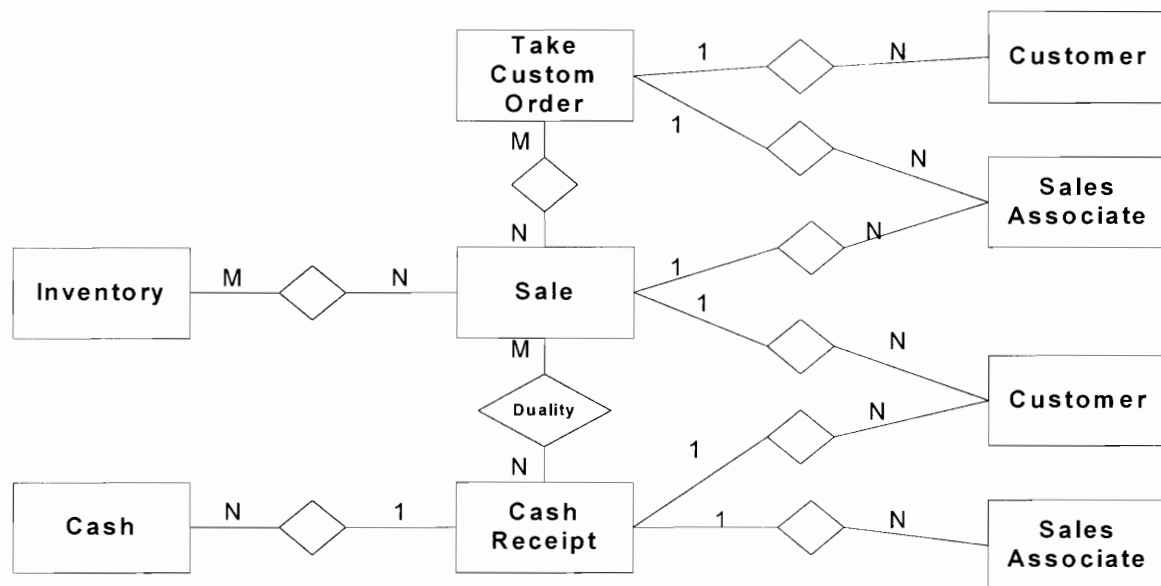 Take
Custom
Order
1
N
Customer
1
N
M
Sales
Associate
N
N
1
Inventory
M
N
Sale
1
N
M
Customer
Duality
N
1
N
Cash
N
1
Cash
Receipt
1
N
Sales
Associate